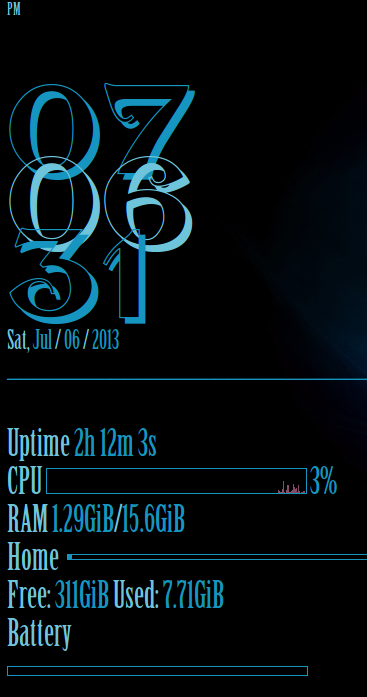 PM
07
06
31
Sat, Jul / 06 / 2013
Uptime 2h 12m 3s
CPU 3%
RAM 1.29GiB/15.6GiB
Home
Free: 311GiB Used: 7.71GiB
Battery